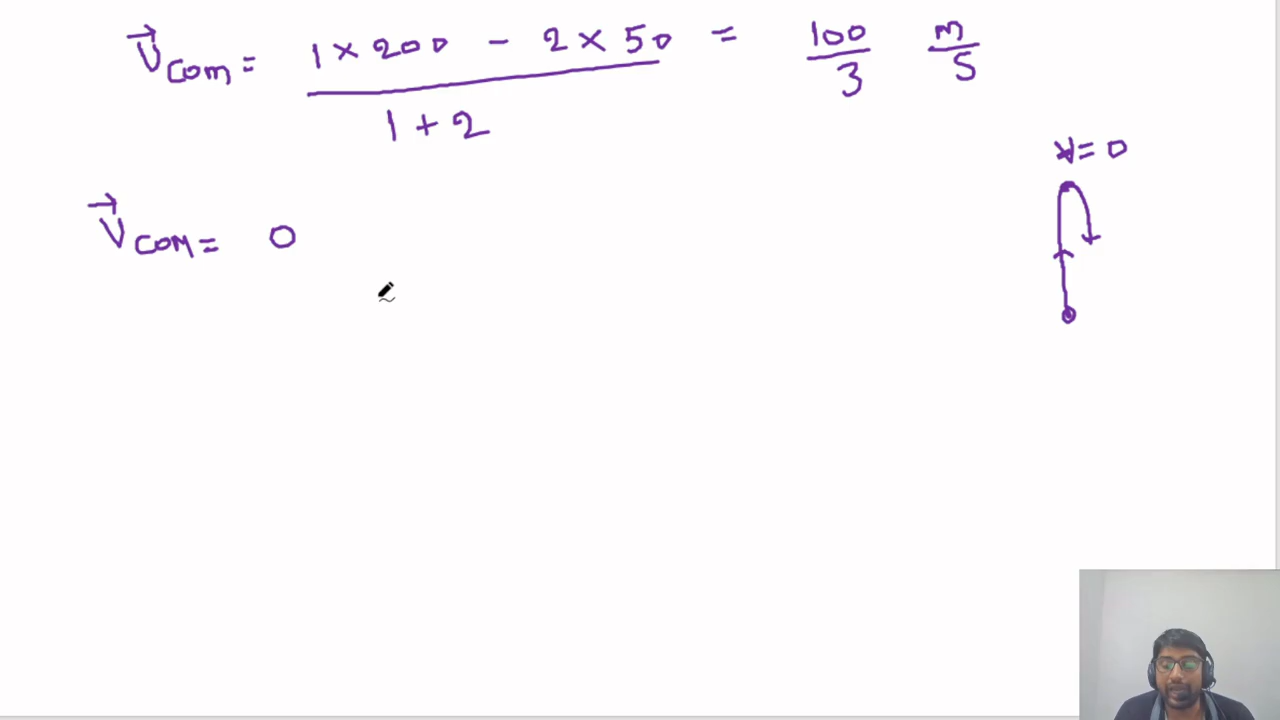 V⃗com = (1 × 200 - 2 × 50) / (1 + 2) = 100/3 m/s
v = 0
V⃗com = 0